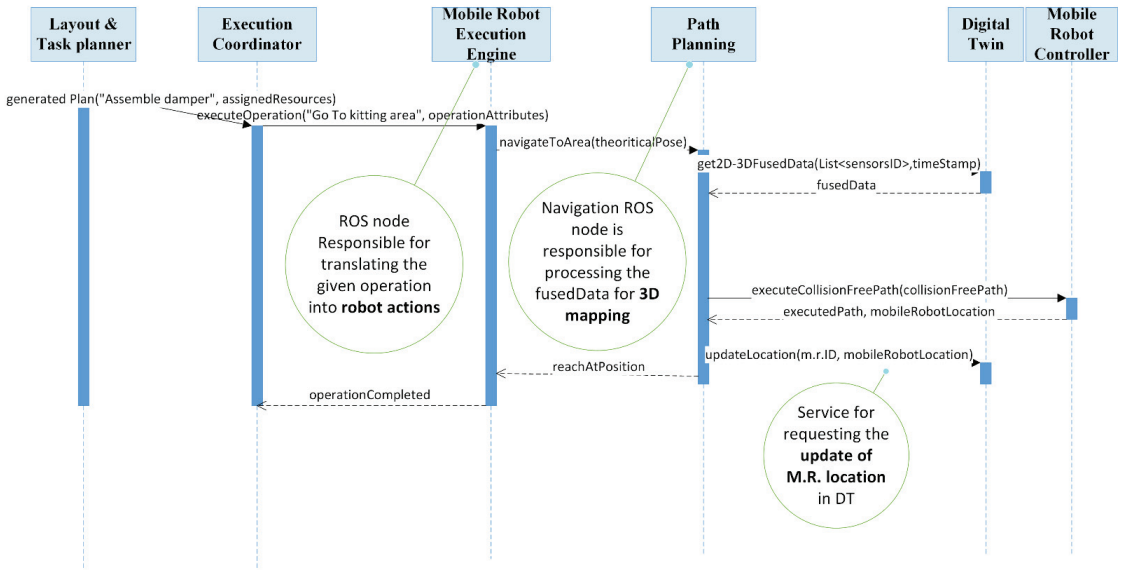 Layout &
Task planner
Execution
Coordinator
Mobile Robot
Execution
Engine
Path
Planning
Digital
Twin
Mobile
Robot
Controller
generated Plan("Assemble damper", assignedResources)
executeOperation("Go To kitting area", operationAttributes)
navigateToArea(theoriticalPose)
get2D-3DFusedData(List<sensorsID>,timeStamp)
fusedData
ROS node
Responsible for
translating the
given operation
into robot actions
Navigation ROS
node is
responsible for
processing the
fusedData for 3D
mapping
executeCollisionFreePath(collisionFreePath)
executedPath, mobileRobotLocation
updateLocation(m.r.ID, mobileRobotLocation)
reachAtPosition
operationCompleted
Service for
requesting the
update of
M.R. location
in DT